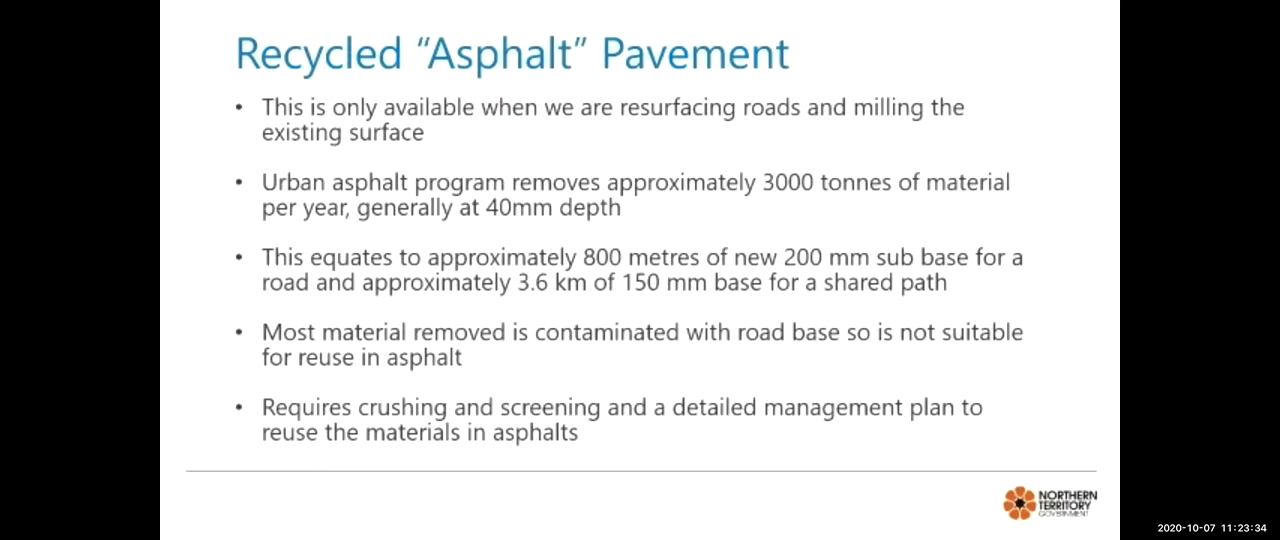 Recycled “Asphalt” Pavement
• This is only available when we are resurfacing roads and milling the
existing surface
• Urban asphalt program removes approximately 3000 tonnes of material
per year, generally at 40mm depth
• This equates to approximately 800 metres of new 200 mm sub base for a
road and approximately 3.6 km of 150 mm base for a shared path
• Most material removed is contaminated with road base so is not suitable
for reuse in asphalt
• Requires crushing and screening and a detailed management plan to
reuse the materials in asphalts
NORTHERN
TERRITORY
GOVERNMENT
2020-10-07 11:23:34